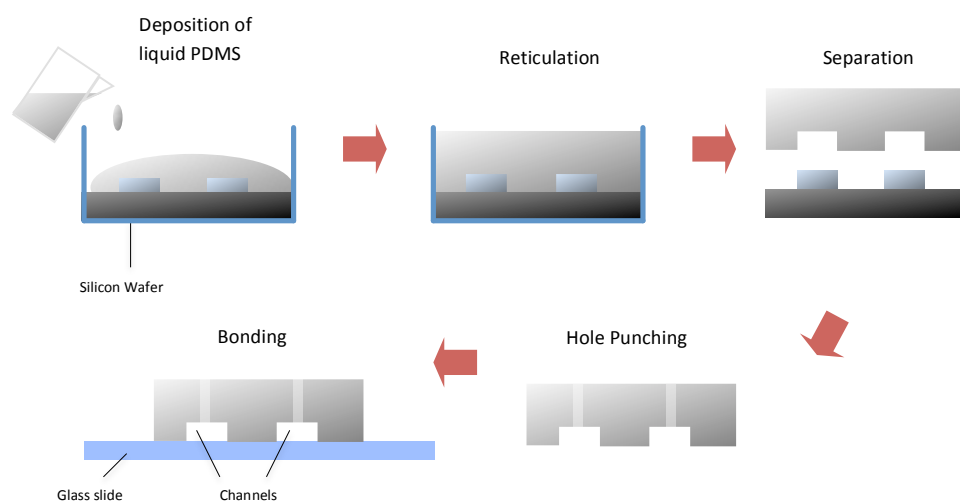 Deposition of
liquid PDMS
Reticulation
Separation
Silicon Wafer
Bonding
Hole Punching
Glass slide
Channels